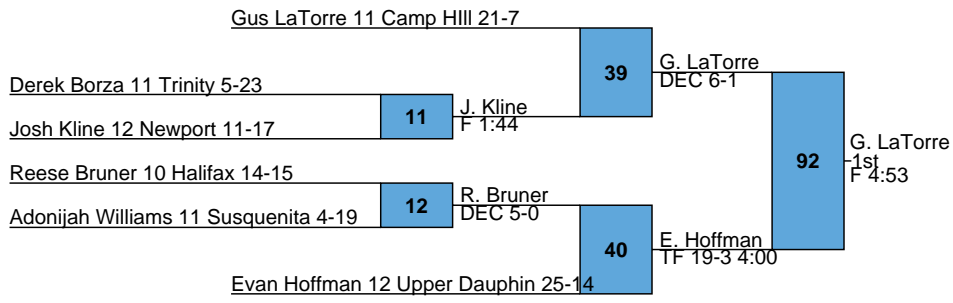 Gus LaTorre 11 Camp HIll 21-7
39
G. LaTorre
DEC 6-1
Derek Borza 11 Trinity 5-23
11
J. Kline
F 1:44
Josh Kline 12 Newport 11-17
92
G. LaTorre
1st
F 4:53
Reese Bruner 10 Halifax 14-15
12
R. Bruner
DEC 5-0
Adonijah Williams 11 Susquenita 4-19
40
E. Hoffman
TF 19-3 4:00
Evan Hoffman 12 Upper Dauphin 25-14